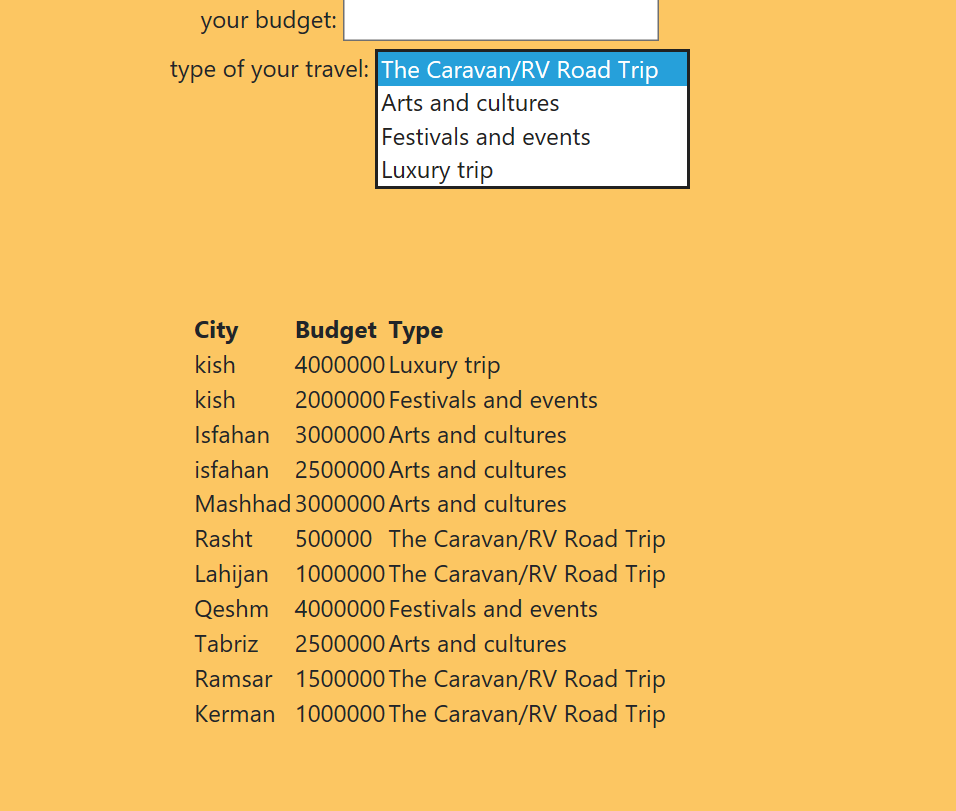 your budget:
type of your travel: The Caravan/RV Road Trip
Arts and cultures
Festivals and events
Luxury trip
City Budget Type
kish 4000000 Luxury trip
kish 2000000 Festivals and events
Isfahan 3000000 Arts and cultures
isfahan 2500000 Arts and cultures
Mashhad 3000000 Arts and cultures
Rasht 500000 The Caravan/RV Road Trip
Lahijan 1000000 The Caravan/RV Road Trip
Qeshm 4000000 Festivals and events
Tabriz 2500000 Arts and cultures
Ramsar 1500000 The Caravan/RV Road Trip
Kerman 1000000 The Caravan/RV Road Trip